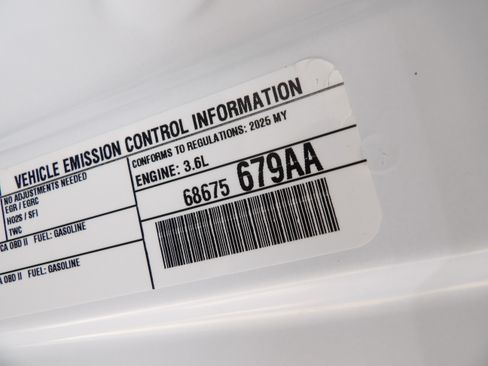 VEHICLE EMISSION CONTROL INFORMATION
CONFORMS TO REGULATIONS: 2025 MY
NO ADJUSTMENTS NEEDED
EGR / EGRC
HO2S / SFI
TWC
ENGINE: 3.6L
68675 679AA
CA OBD II FUEL: GASOLINE
CA OBD II FUEL: GASOLINE